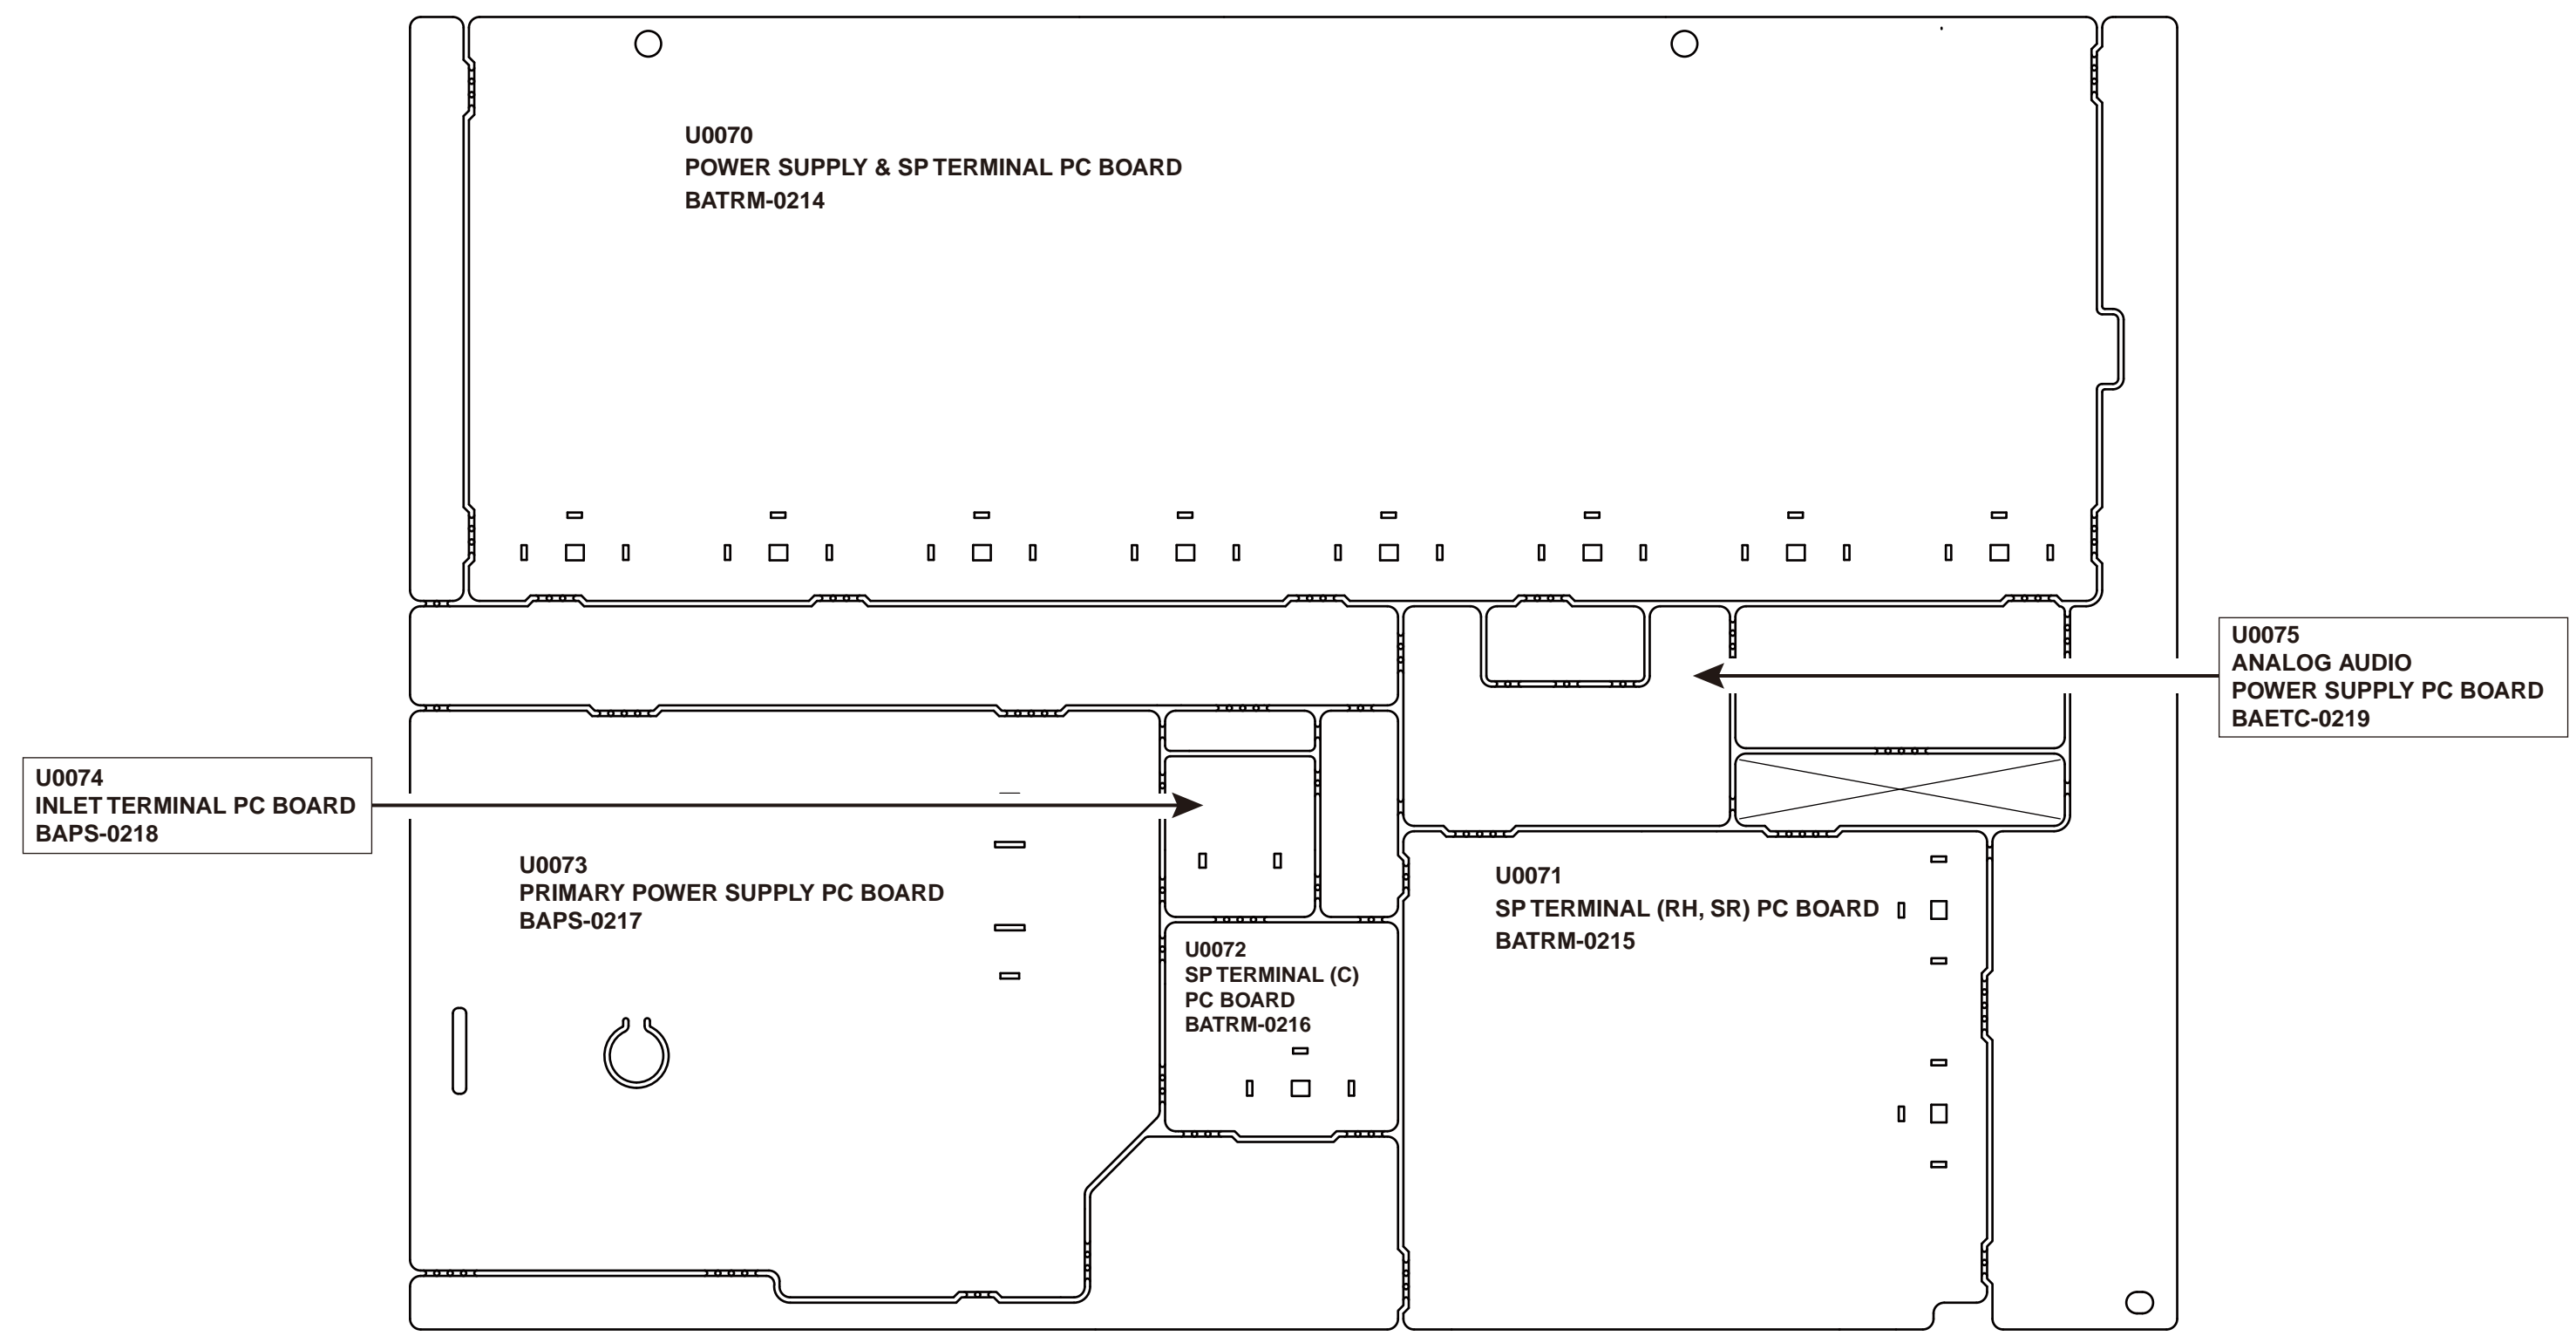 U0070
POWER SUPPLY & SP TERMINAL PC BOARD
BATRM-0214
U0075
ANALOG AUDIO
POWER SUPPLY PC BOARD
BAETC-0219
U0074
INLET TERMINAL PC BOARD
BAPS-0218
U0073
PRIMARY POWER SUPPLY PC BOARD
BAPS-0217
U0071
SP TERMINAL (RH, SR) PC BOARD
BATRM-0215
U0072
SP TERMINAL (C)
PC BOARD
BATRM-0216